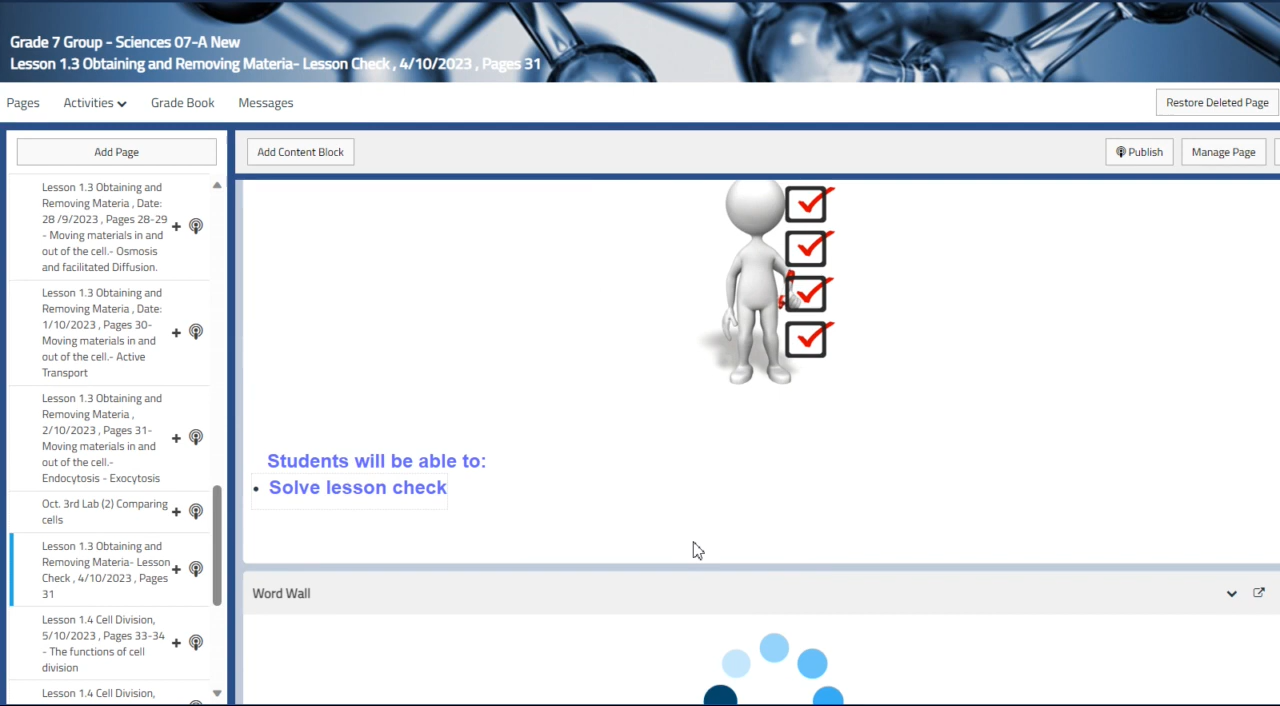 Grade 7 Group - Sciences 07-A New
Lesson 1.3 Obtaining and Removing Materia- Lesson Check , 4/10/2023 , Pages 31
Pages
Activities
Grade Book
Messages
Restore Deleted Page
Add Page
Add Content Block
Publish
Manage Page
Lesson 1.3 Obtaining and
Removing Materia , Date:
28 /9/2023 , Pages 28-29
- Moving materials in and
out of the cell.- Osmosis
and facilitated Diffusion.
Lesson 1.3 Obtaining and
Removing Materia , Date:
1/10/2023 , Pages 30-
Moving materials in and
out of the cell.- Active
Transport
Lesson 1.3 Obtaining and
Removing Materia ,
2/10/2023 , Pages 31-
Moving materials in and
out of the cell.-
Endocytosis - Exocytosis
Oct. 3rd Lab (2) Comparing
cells
Lesson 1.3 Obtaining and
Removing Materia- Lesson
Check , 4/10/2023 , Pages
31
Lesson 1.4 Cell Division,
5/10/2023 , Pages 33-34
- The functions of cell
division
Lesson 1.4 Cell Division,
Students will be able to:
• Solve lesson check
Word Wall